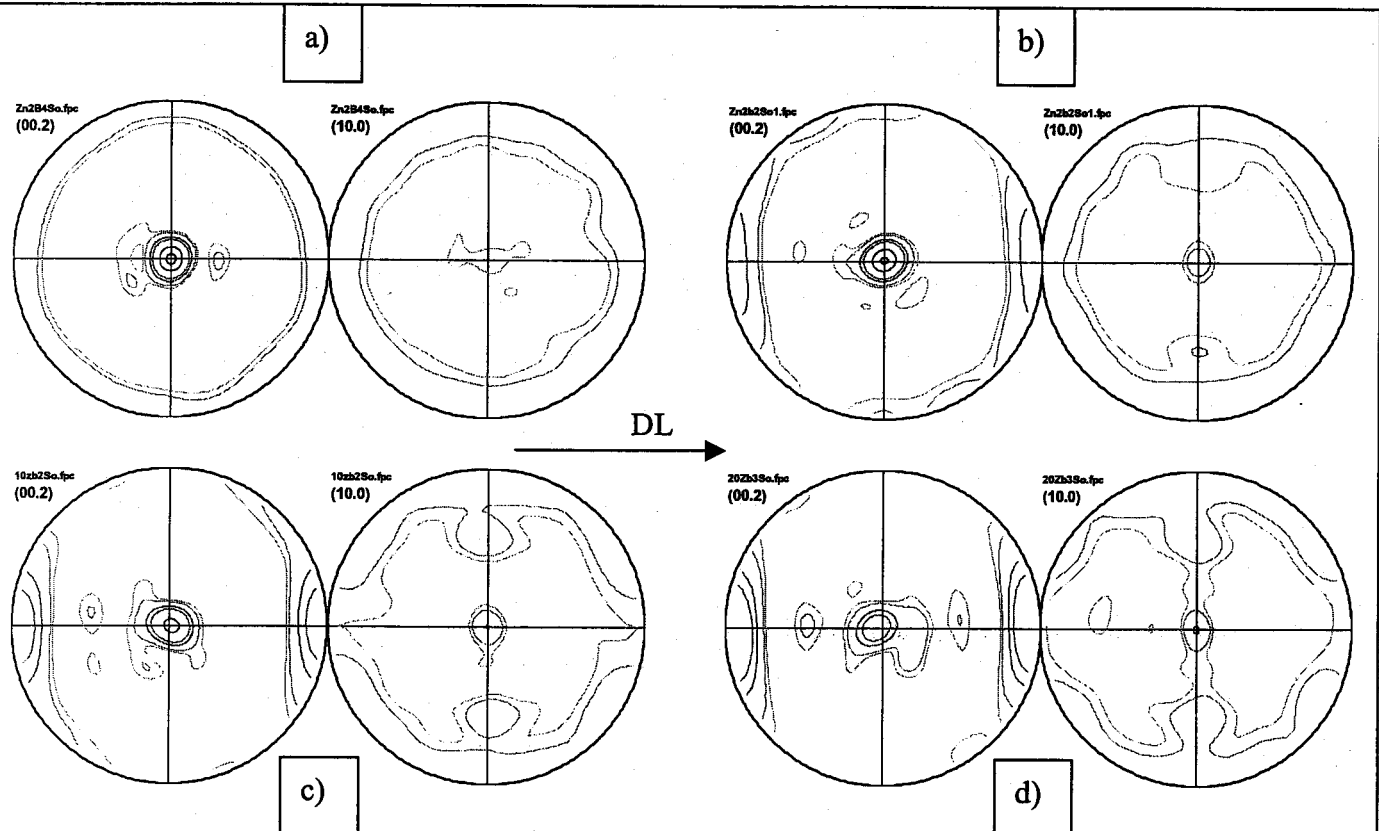 a)
b)
Zn2B4So.fpc
(00.2)
Zn2B4So.fpc
(10.0)
Zn2b2So1.fpc
(00.2)
Zn2b2So1.fpc
(10.0)
DL
10zb2So.fpc
(00.2)
10zb2So.fpc
(10.0)
20Zb3So.fpc
(00.2)
20Zb3So.fpc
(10.0)
c)
d)